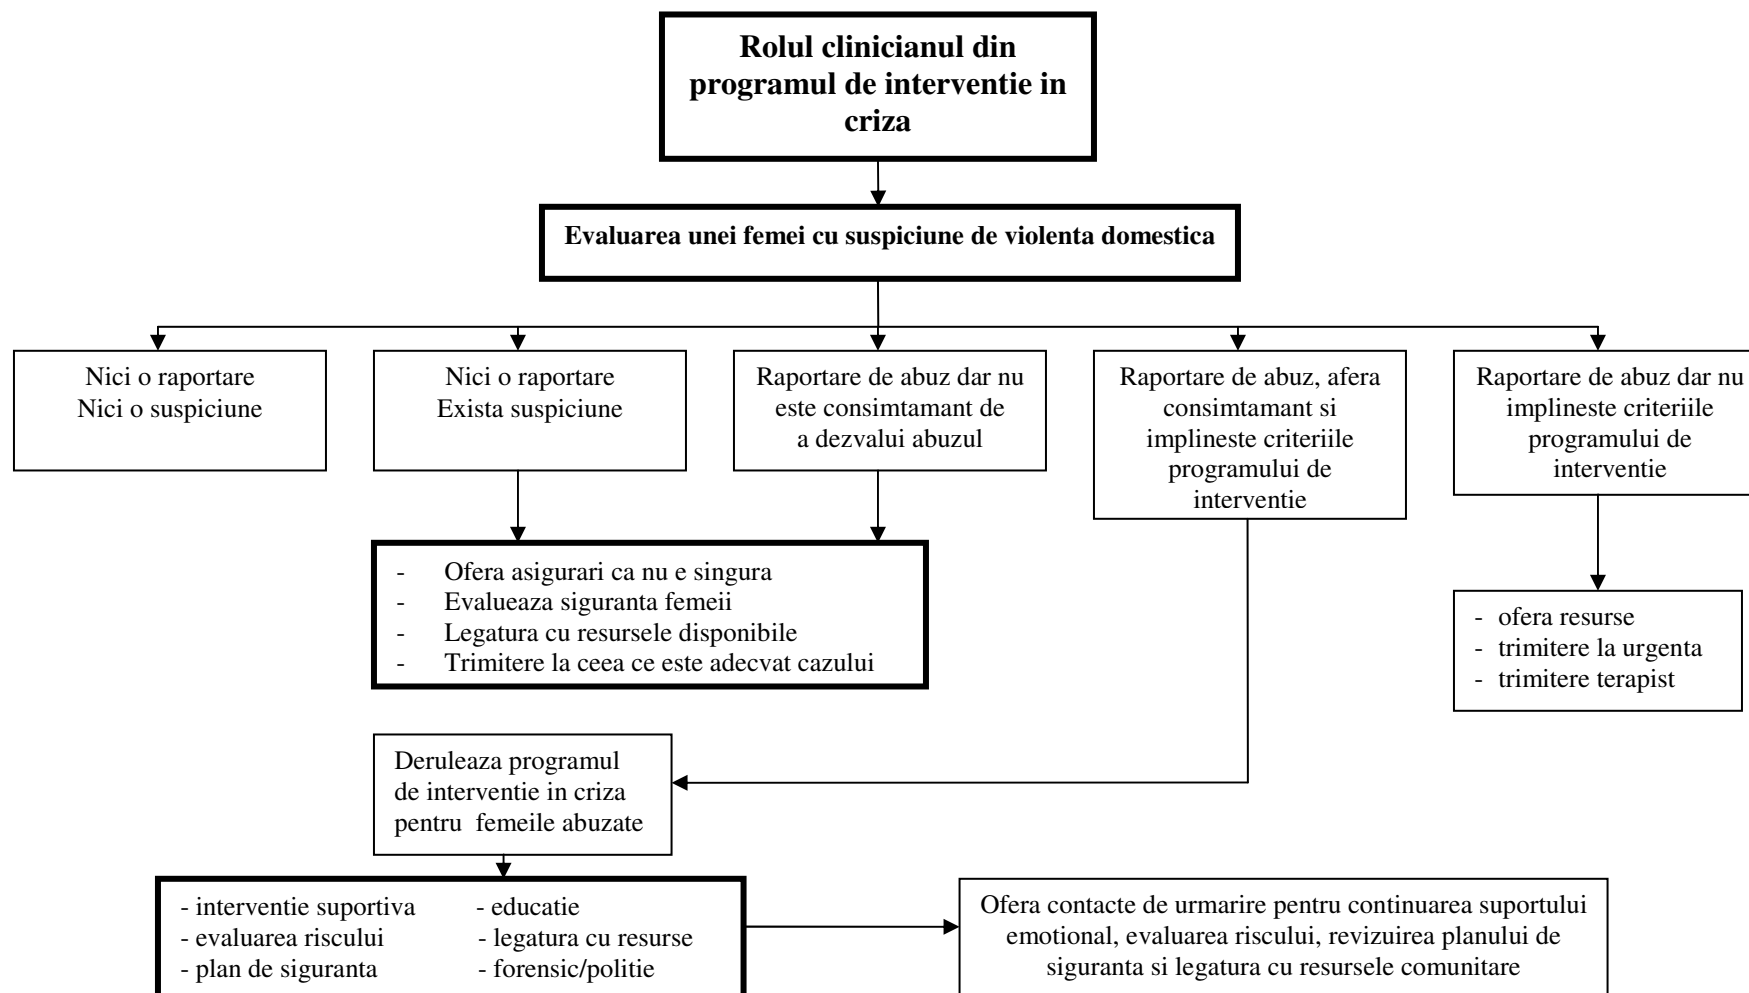 Rolul clinicianul din
programul de interventie in
criza
Evaluarea unei femei cu suspiciune de violenta domestica
Nici o raportare
Nici o suspiciune
Nici o raportare
Exista suspiciune
Raportare de abuz dar nu
este consimtamant de
a dezvalui abuzul
Raportare de abuz, afera
consimtamant si
implineste criteriile
programului de
interventie
Raportare de abuz dar nu
implineste criteriile
programului de
interventie
- Ofera asigurari ca nu e singura
- Evalueaza siguranta femeii
- Legatura cu resursele disponibile
- Trimitere la ceea ce este adecvat cazului
- ofera resurse
- trimitere la urgenta
- trimitere terapist
Deruleaza programul
de interventie in criza
pentru femeile abuzate
- interventie suportiva - educatie
- evaluarea riscului - legatura cu resurse
- plan de siguranta - forensic/politie
Ofera contacte de urmarire pentru continuarea suportului
emotional, evaluarea riscului, revizuirea planului de
siguranta si legatura cu resursele comunitare